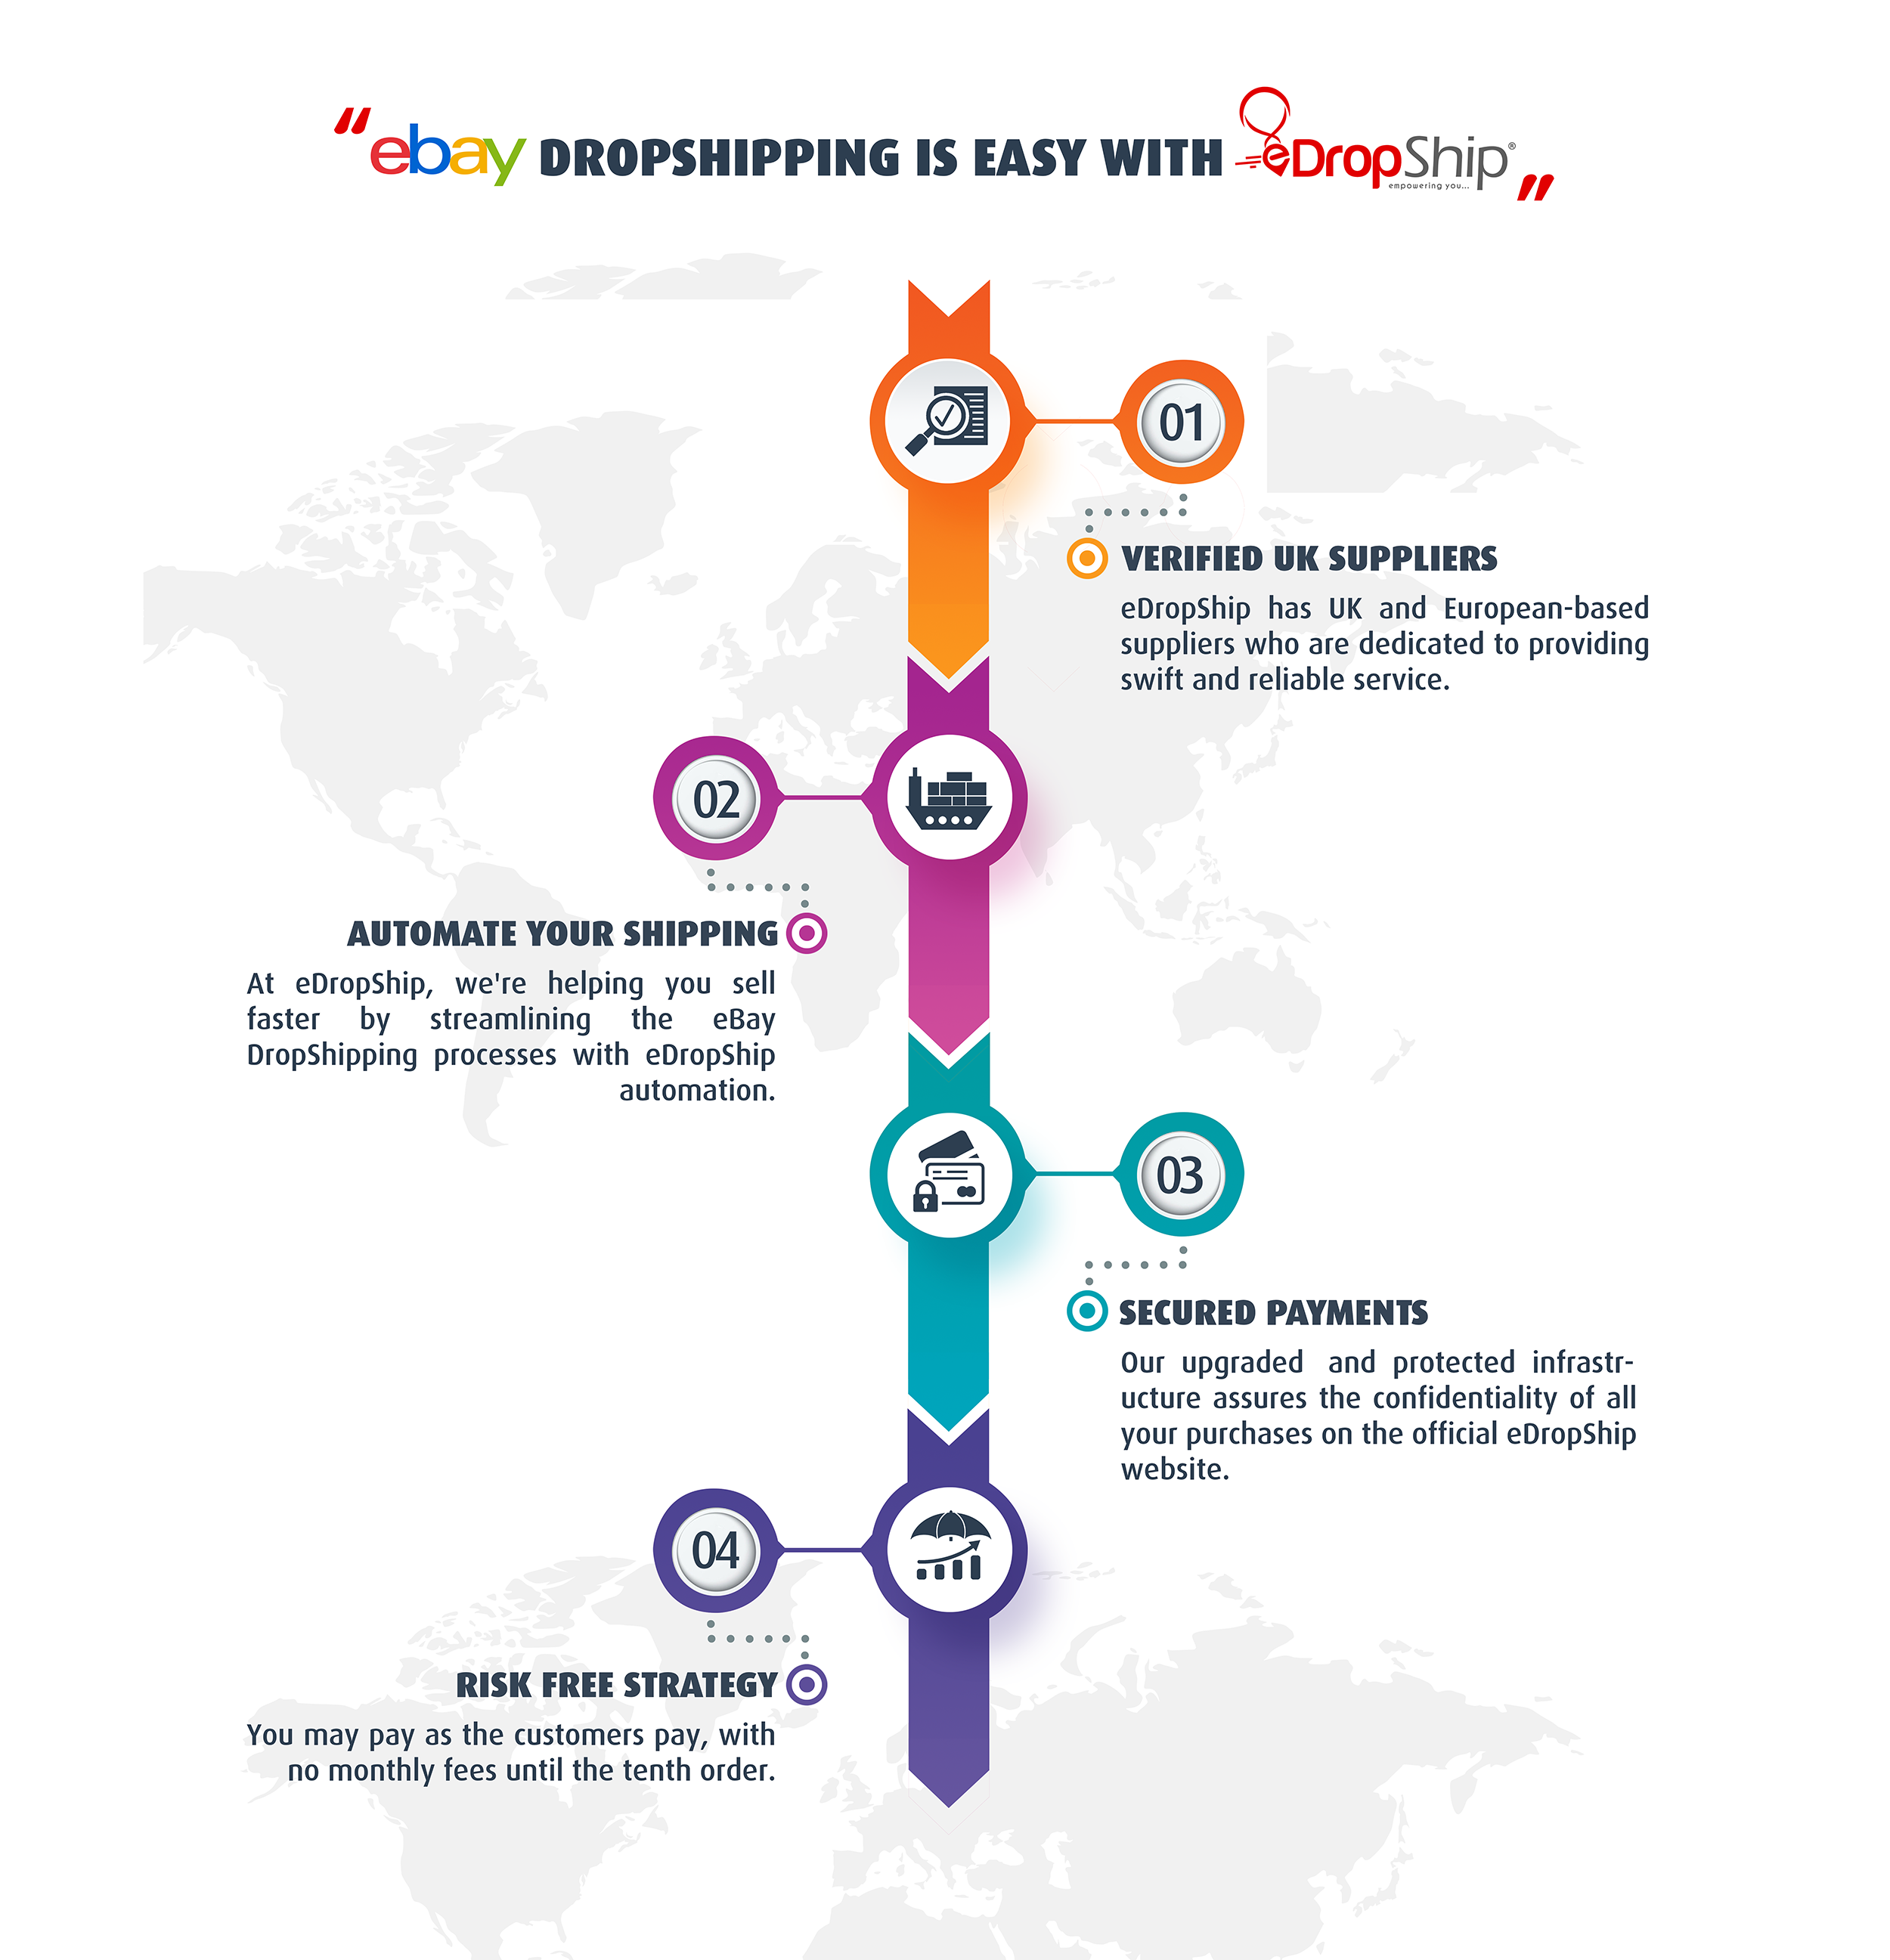 " ebay DROPSHIPPING IS EASY WITH eDropShip® "
empowering you...
01
VERIFIED UK SUPPLIERS
eDropShip has UK and European-based
suppliers who are dedicated to providing
swift and reliable service.
02
AUTOMATE YOUR SHIPPING
At eDropShip, we're helping you sell
faster by streamlining the eBay
DropShipping processes with eDropShip
automation.
03
SECURED PAYMENTS
Our upgraded and protected infrastr-
ucture assures the confidentiality of all
your purchases on the official eDropShip
website.
04
RISK FREE STRATEGY
You may pay as the customers pay, with
no monthly fees until the tenth order.